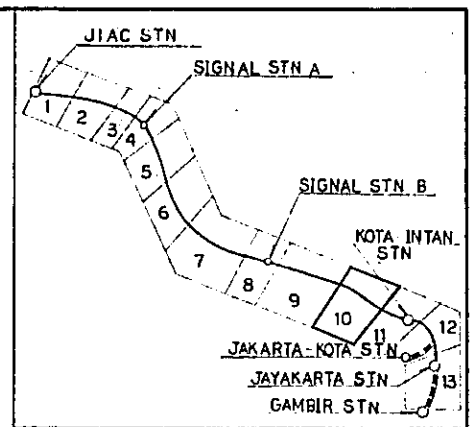 JIAC STN
SIGNAL STN A
1
2
3
4
5
6
SIGNAL STN B
7
8
9
KOTA INTAN
STN
10
11
12
JAKARTA-KOTA STN
JAYAKARTA STN
13
GAMBIR STN